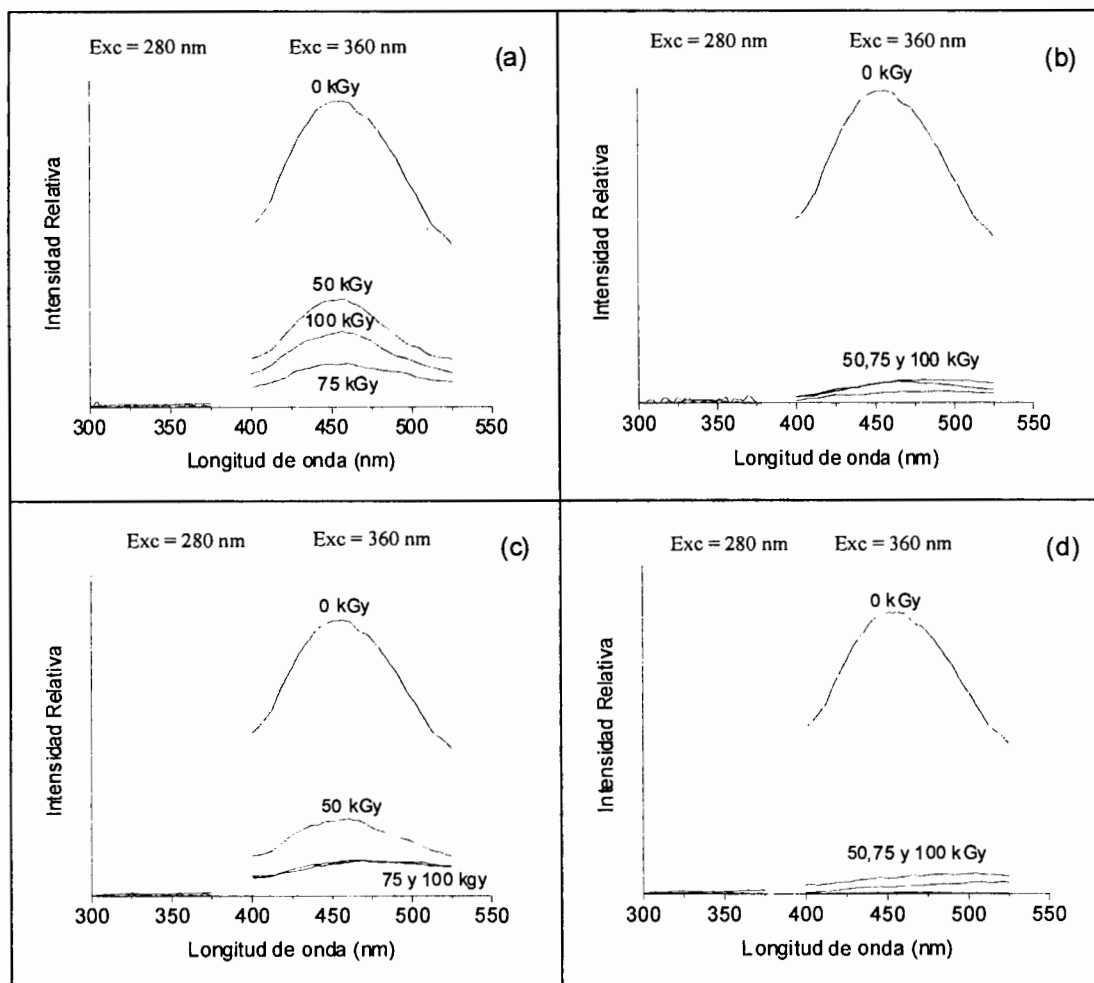 Exc = 280 nm Exc = 360 nm (a)
0 kGy
50 kGy
100 kGy
75 kGy
Intensidad Relativa
300 350 400 450 500 550
Longitud de onda (nm)
Exc = 280 nm Exc = 360 nm (b)
0 kGy
50,75 y 100 kGy
Intensidad Relativa
300 350 400 450 500 550
Longitud de onda (nm)
Exc = 280 nm Exc = 360 nm (c)
0 kGy
50 kGy
75 y 100 kgy
Intensidad Relativa
300 350 400 450 500 550
Longitud de onda (nm)
Exc = 280 nm Exc = 360 nm (d)
0 kGy
50,75 y 100 kGy
Intensidad Relativa
300 350 400 450 500 550
Longitud de onda (nm)